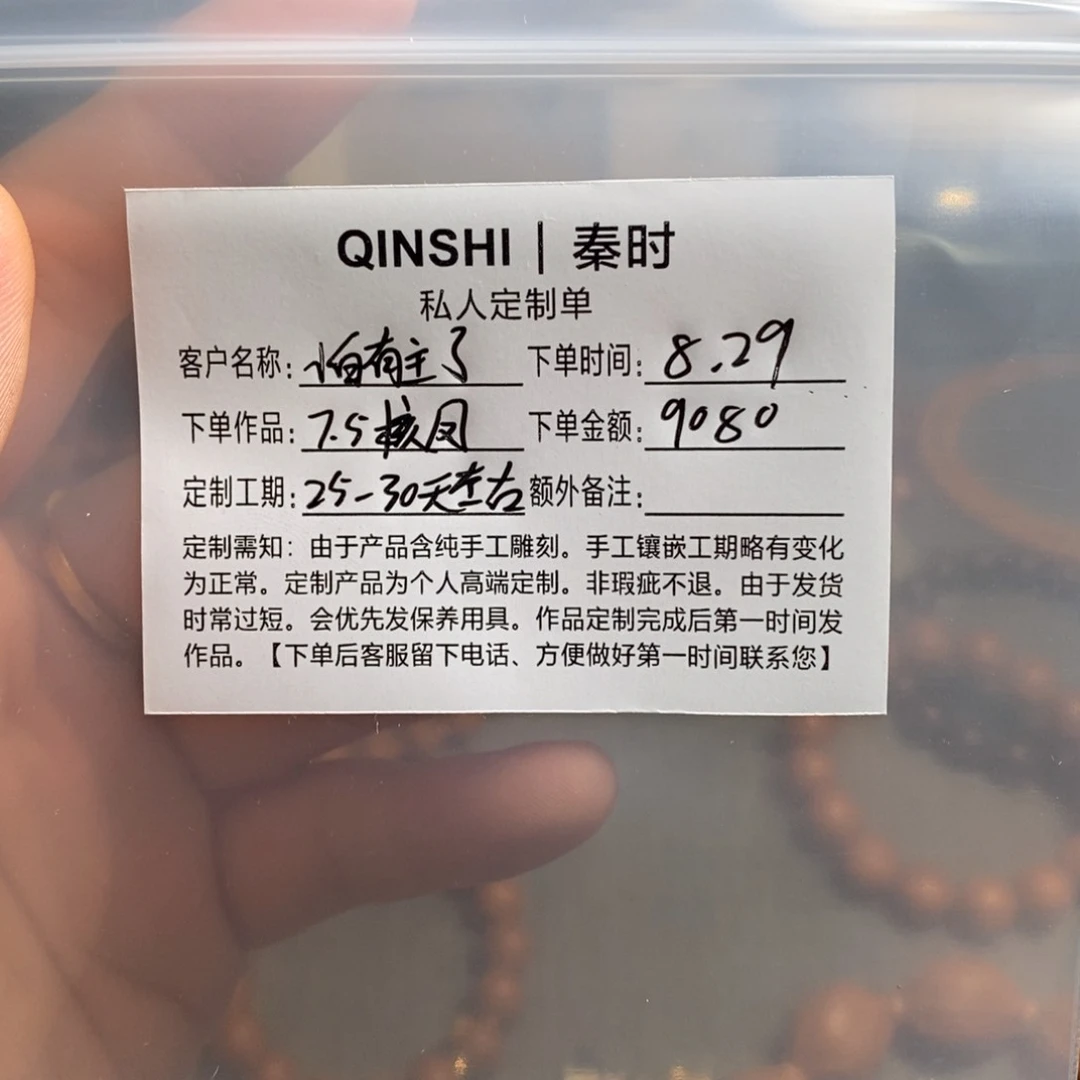 QINSHI | 秦时
私人定制单
客户名称：怕有主了 下单时间：8.29
下单作品：7.5核风 下单金额：9080
定制工期：25-30天左右 额外备注：
定制需知：由于产品含纯手工雕刻。手工镶嵌工期略有变化
为正常。定制产品为个人高端定制。非瑕疵不退。由于发货
时常过短。会优先发保养用具。作品定制完成后第一时间发
作品。【下单后客服留下电话、方便做好第一时间联系您】